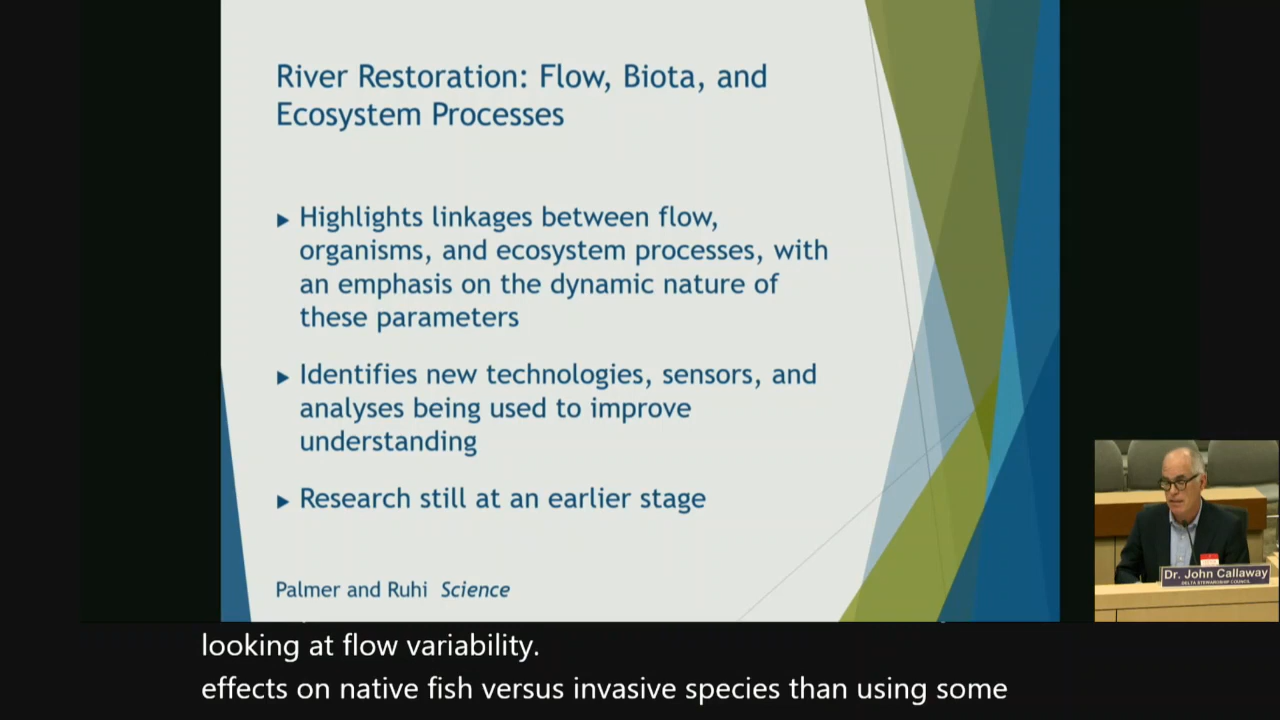 River Restoration: Flow, Biota, and
Ecosystem Processes
▶ Highlights linkages between flow,
organisms, and ecosystem processes, with
an emphasis on the dynamic nature of
these parameters
▶ Identifies new technologies, sensors, and
analyses being used to improve
understanding
▶ Research still at an earlier stage
Palmer and Ruhi Science
Dr. John Callaway
DELTA STEWARDSHIP COUNCIL
looking at flow variability.
effects on native fish versus invasive species than using some